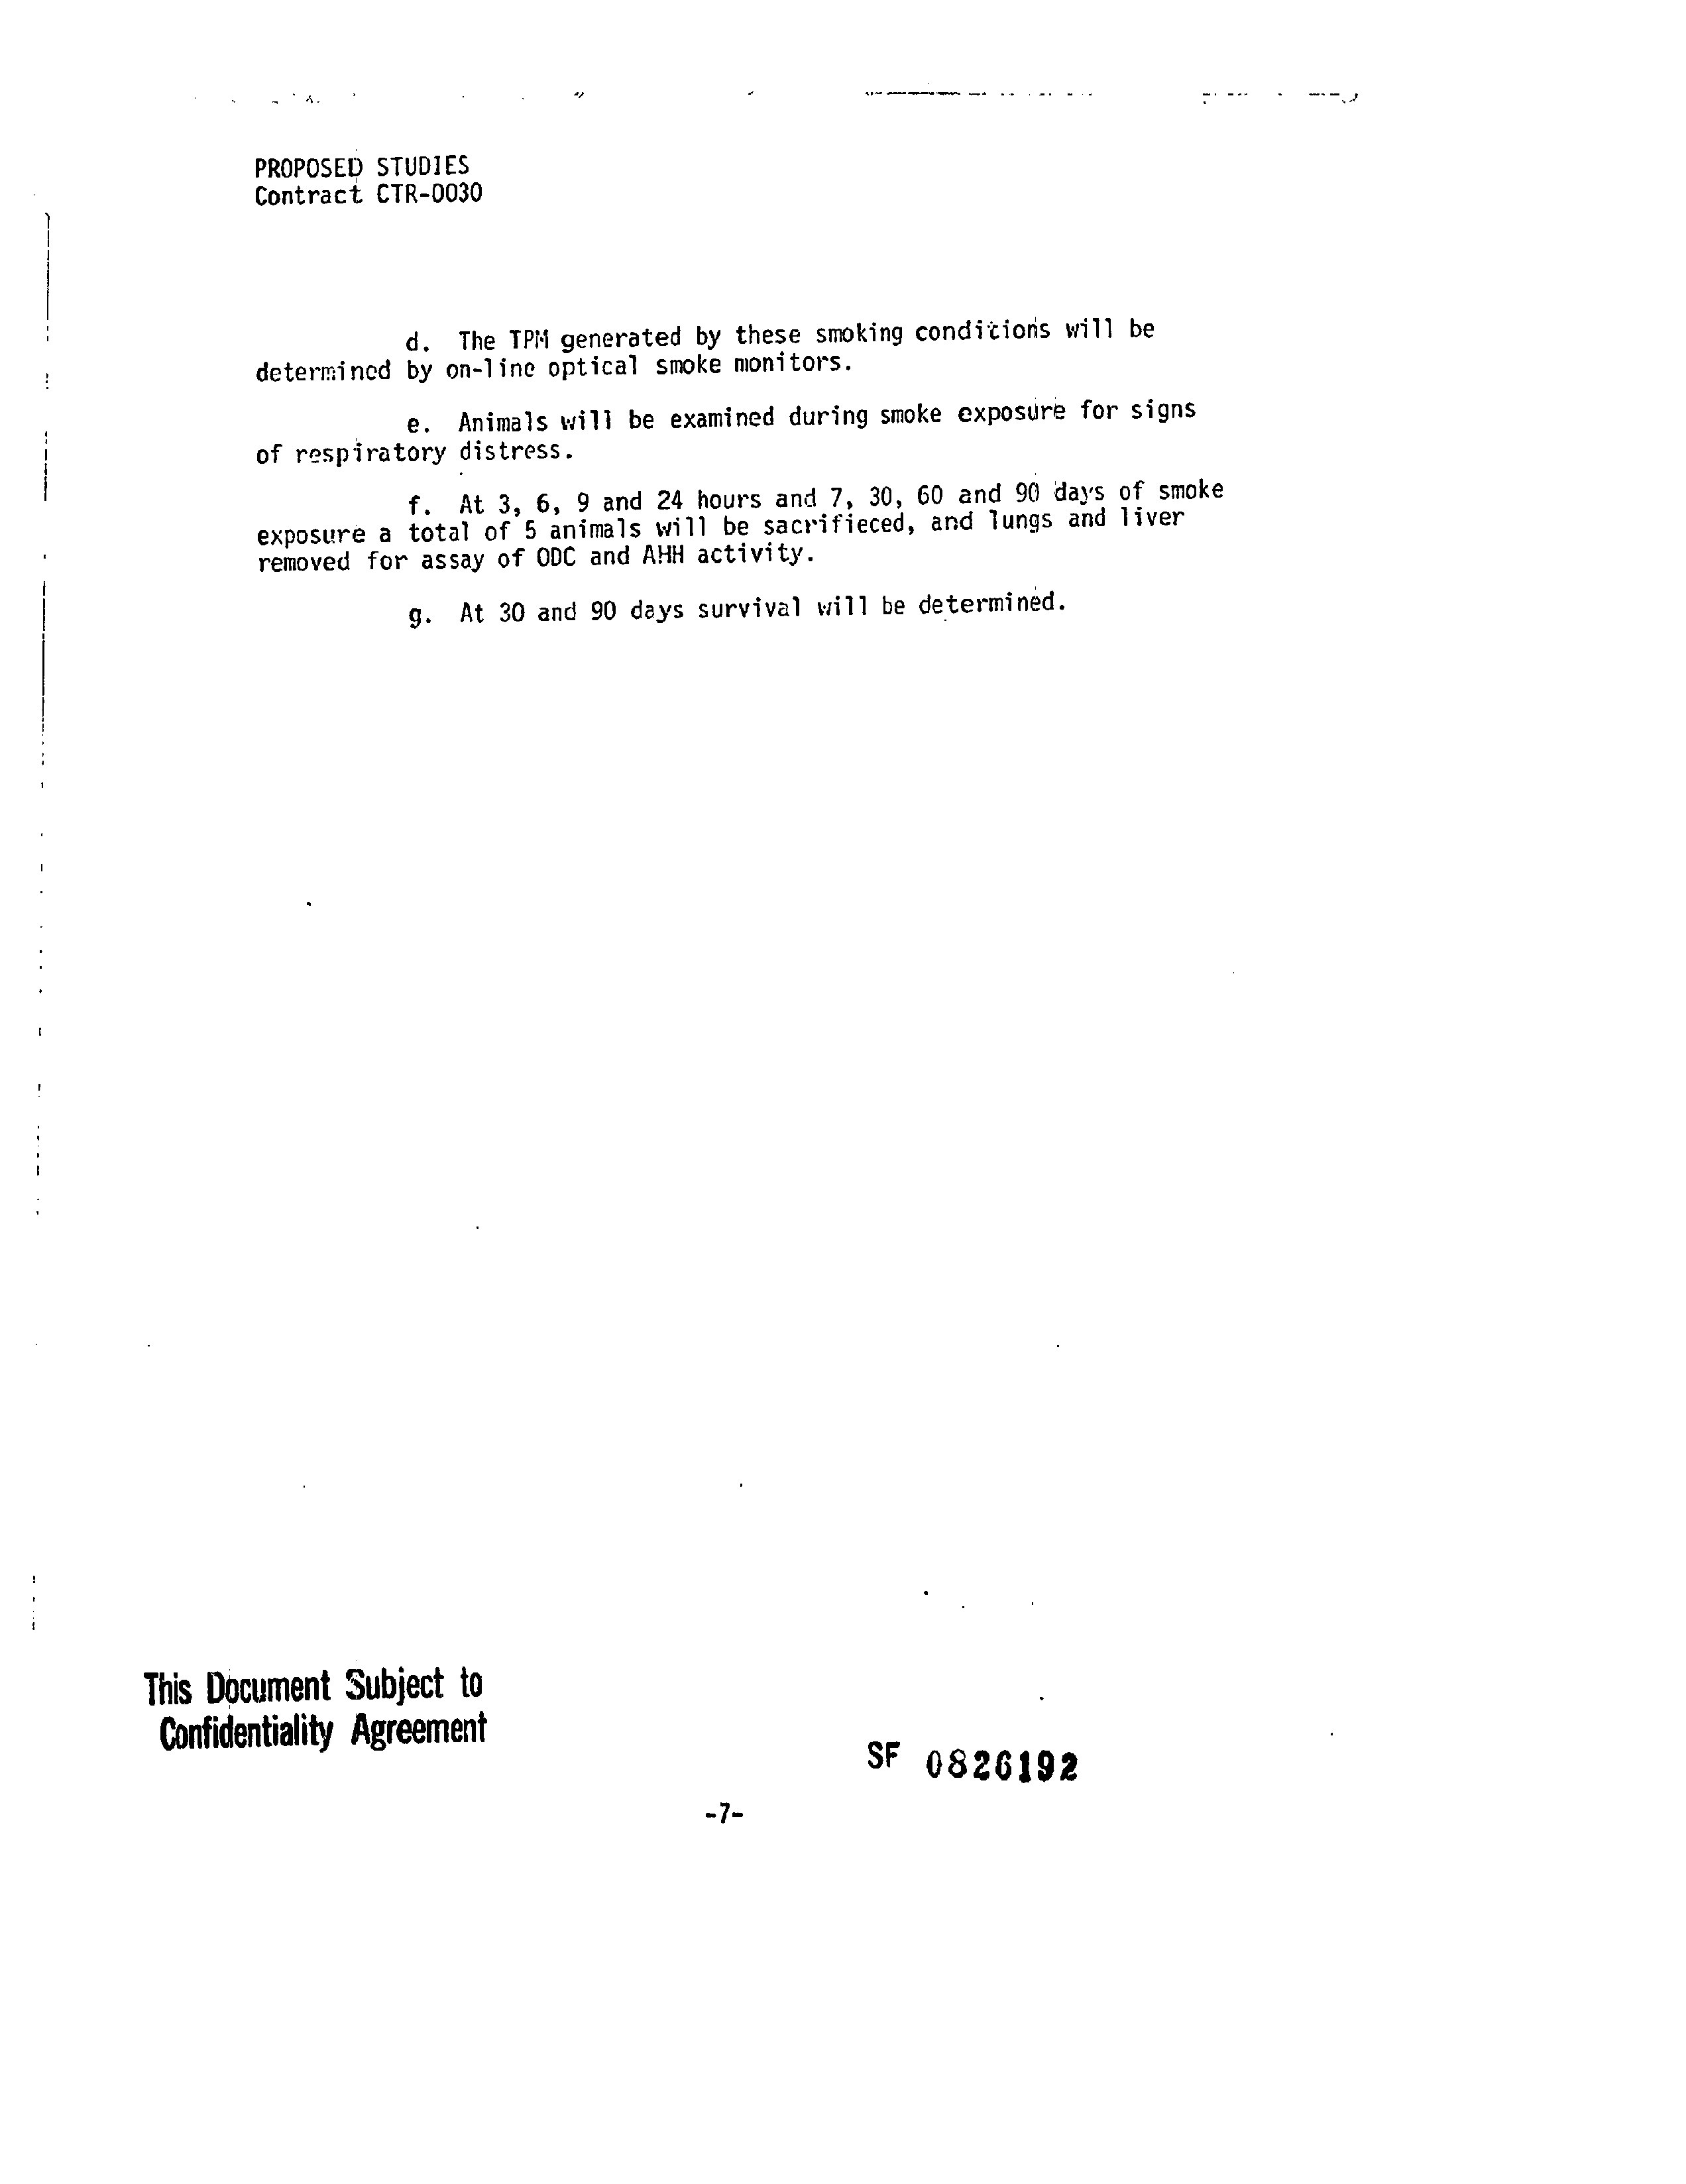 PROPOSED STUDIES
Contract CTR-0030
d. The TPM generated by these smoking conditions will be
determined by on-line optical smoke monitors.
e. Animals will be examined during smoke exposure for signs
of respiratory distress.
f. At 3, 6, 9 and 24 hours and 7, 30, 60 and 90 days of smoke
exposure a total of 5 animals will be sacrifieced, and lungs and liver
removed for assay of ODC and AHH activity.
g. At 30 and 90 days survival will be determined.
This Document Subject to
Confidentiality Agreement
SF 0826192
-7-